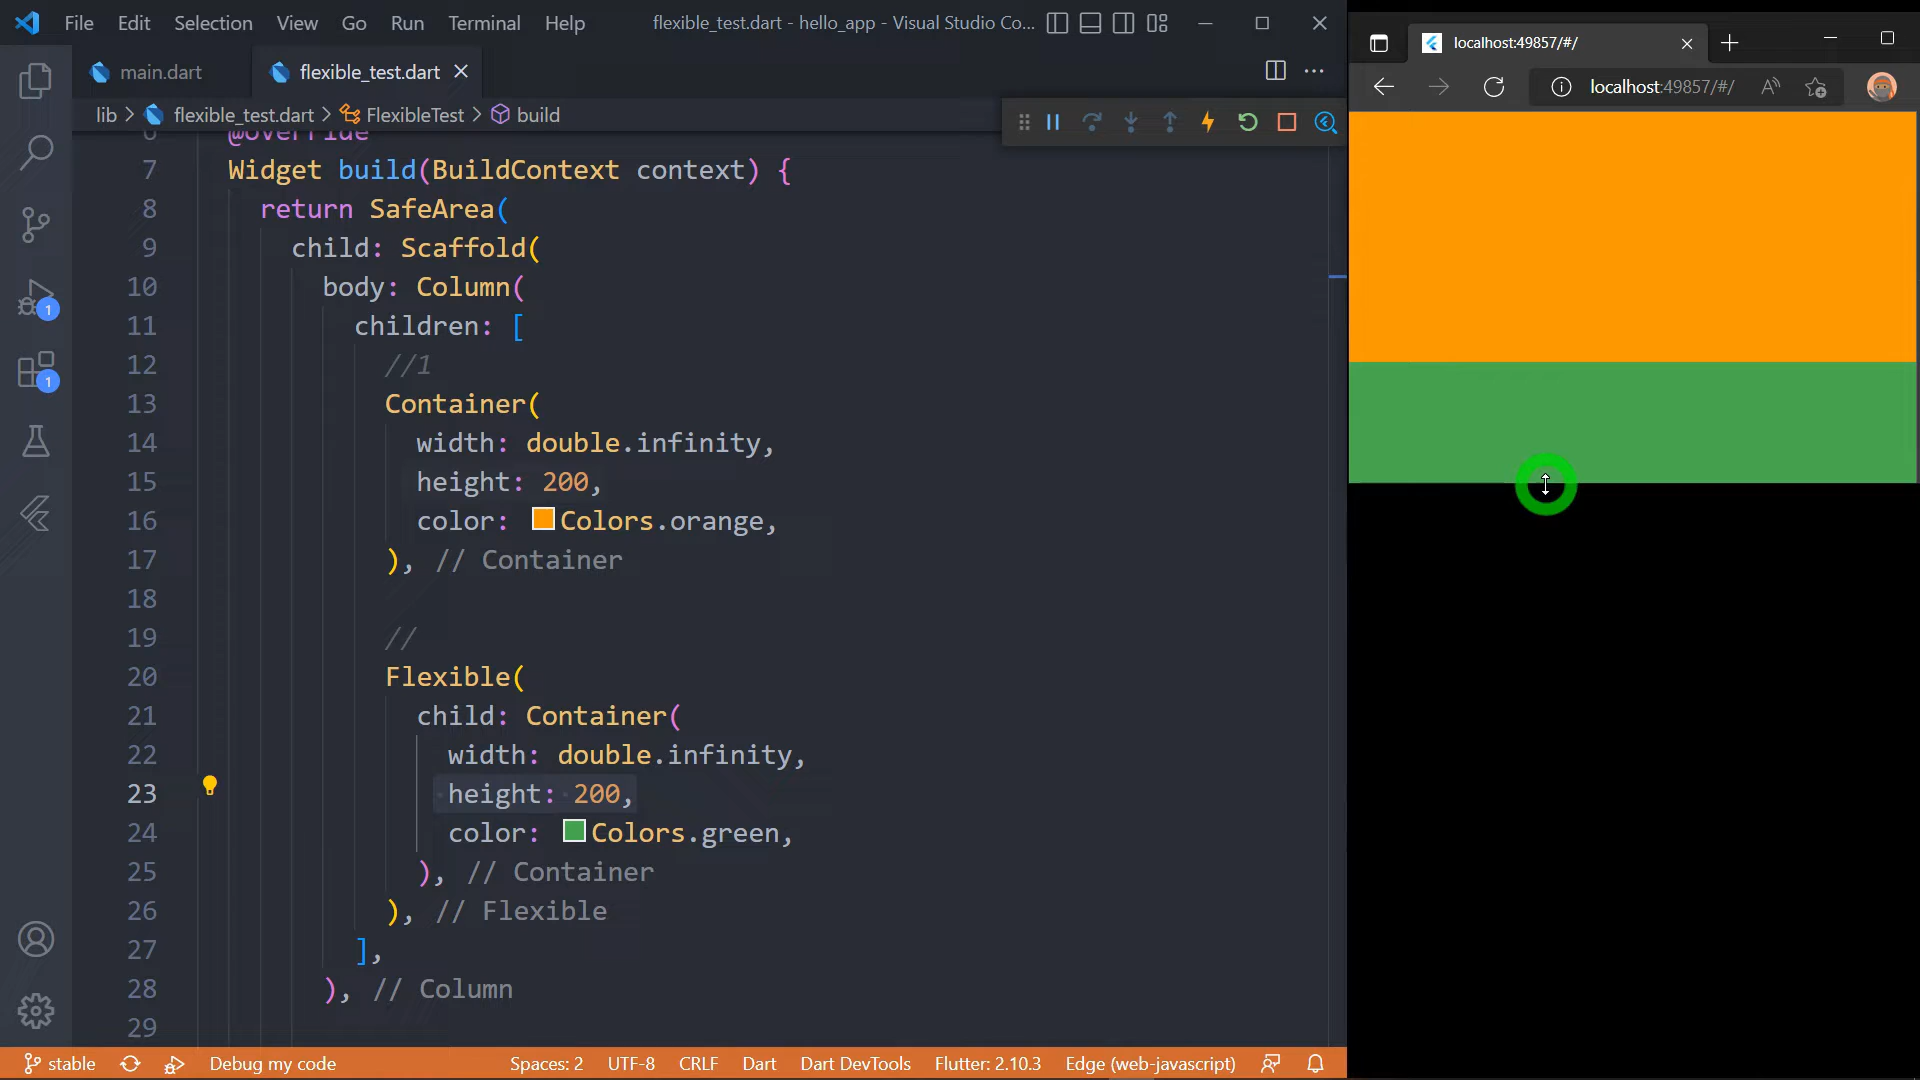 File Edit Selection View Go Run Terminal Help flexible_test.dart - hello_app - Visual Studio Co...
main.dart flexible_test.dart
lib > flexible_test.dart > FlexibleTest > build
6 @override
7 Widget build(BuildContext context) {
8 return SafeArea(
9 child: Scaffold(
10 body: Column(
11 children: [
12 //1
13 Container(
14 width: double.infinity,
15 height: 200,
16 color: Colors.orange,
17 ), // Container
18
19 //
20 Flexible(
21 child: Container(
22 width: double.infinity,
23 height: 200,
24 color: Colors.green,
25 ), // Container
26 ), // Flexible
27 ],
28 ), // Column
29
1
1
stable Debug my code Spaces: 2 UTF-8 CRLF Dart Dart DevTools Flutter: 2.10.3 Edge (web-javascript)
localhost:49857/#/
localhost:49857/#/